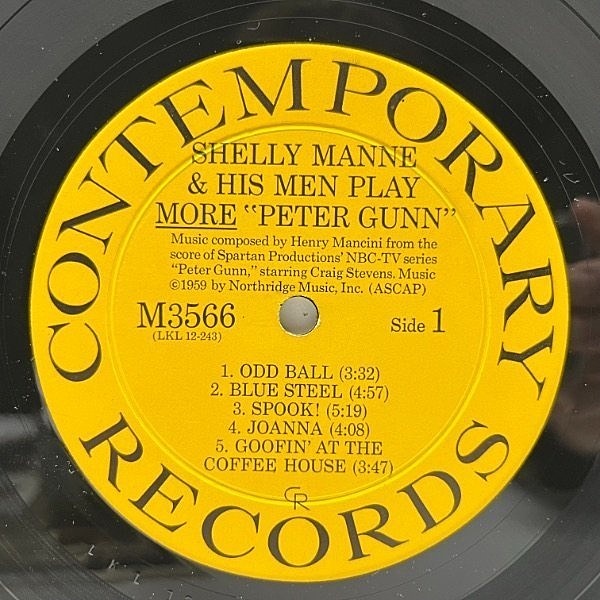 CONTEMPORARY
SHELLY MANNE
& HIS MEN PLAY
MORE "PETER GUNN"
Music composed by Henry Mancini from the
score of Spartan Productions' NBC-TV series
"Peter Gunn," starring Craig Stevens. Music
©1959 by Northridge Music, Inc. (ASCAP)
M3566
(LKL 12-243)
Side 1
1. ODD BALL (3:32)
2. BLUE STEEL (4:57)
3. SPOOK! (5:19)
4. JOANNA (4:08)
5. GOOFIN' AT THE
COFFEE HOUSE (3:47)
CR
RECORDS
LKL